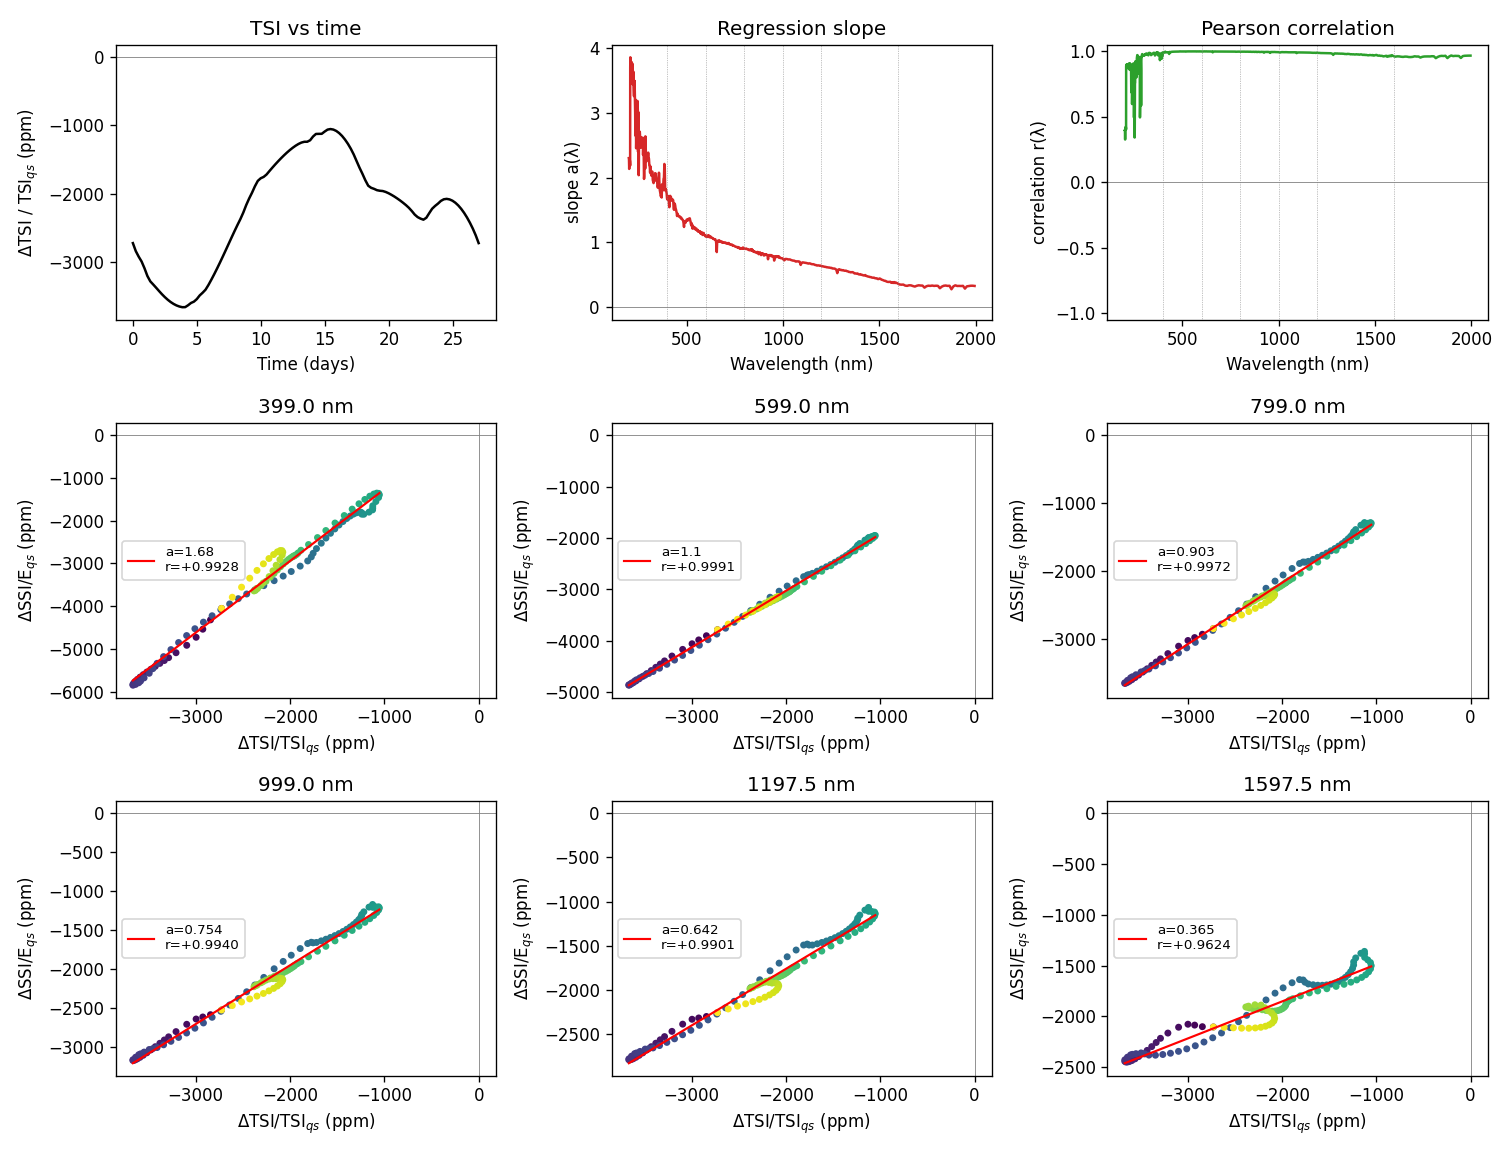 TSI vs time
Regression slope
Pearson correlation
0
−1000
−2000
−3000
ΔTSI / TSI_qs (ppm)
0 5 10 15 20 25
Time (days)
4
3
2
1
0
slope a(λ)
500 1000 1500 2000
Wavelength (nm)
1.0
0.5
0.0
−0.5
−1.0
correlation r(λ)
500 1000 1500 2000
Wavelength (nm)
399.0 nm
599.0 nm
799.0 nm
0
−1000
−2000
−3000
−4000
−5000
−6000
ΔSSI/E_qs (ppm)
a=1.68
r=+0.9928
−3000 −2000 −1000 0
ΔTSI/TSI_qs (ppm)
0
−1000
−2000
−3000
−4000
−5000
ΔSSI/E_qs (ppm)
a=1.1
r=+0.9991
−3000 −2000 −1000 0
ΔTSI/TSI_qs (ppm)
0
−1000
−2000
−3000
ΔSSI/E_qs (ppm)
a=0.903
r=+0.9972
−3000 −2000 −1000 0
ΔTSI/TSI_qs (ppm)
999.0 nm
1197.5 nm
1597.5 nm
0
−500
−1000
−1500
−2000
−2500
−3000
ΔSSI/E_qs (ppm)
a=0.754
r=+0.9940
−3000 −2000 −1000 0
ΔTSI/TSI_qs (ppm)
0
−500
−1000
−1500
−2000
−2500
ΔSSI/E_qs (ppm)
a=0.642
r=+0.9901
−3000 −2000 −1000 0
ΔTSI/TSI_qs (ppm)
0
−500
−1000
−1500
−2000
−2500
ΔSSI/E_qs (ppm)
a=0.365
r=+0.9624
−3000 −2000 −1000 0
ΔTSI/TSI_qs (ppm)